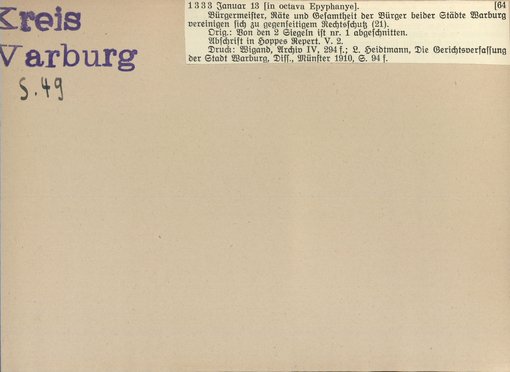 Kreis
Warburg
S. 49
1333 Januar 13 [in octava Epyphanye]. [64
Bürgermeister, Räte und Gesamtheit der Bürger beider Städte Warburg
vereinigen sich zu gegenseitigem Rechtsschutz (21).
Orig.: Von den 2 Siegeln ist nr. 1 abgeschnitten.
Abschrift in Hoppes Repert. V. 2.
Druck: Wigand, Archiv IV, 294 f.; L. Heidtmann, Die Gerichtsverfassung
der Stadt Warburg, Diss., Münster 1910, S. 94 f.